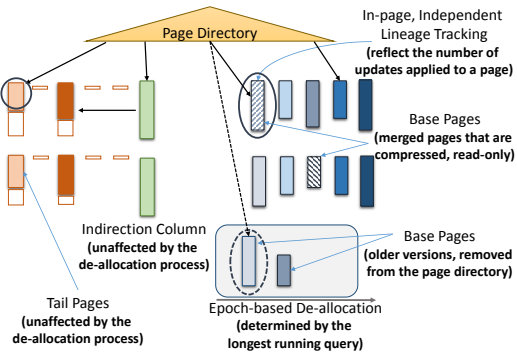 Page Directory
In-page, Independent
Lineage Tracking
(reflect the number of
updates applied to a page)
Base Pages
(merged pages that are
compressed, read-only)
Indirection Column
(unaffected by the
de-allocation process)
Base Pages
(older versions, removed
from the page directory)
Tail Pages
(unaffected by the
de-allocation process)
Epoch-based De-allocation
(determined by the
longest running query)